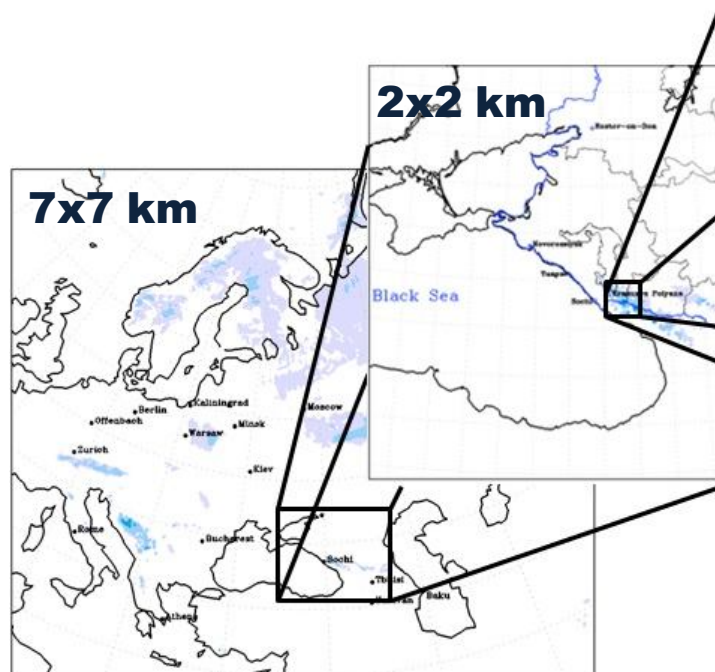 2x2 km
Rostov-on-Don
7x7 km
Novorossiysk
Tuapse
Krasnaya Polyana
Black Sea
Sochi
Kaliningrad
Berlin
Moscow
Offenbach
Minsk
Warsaw
Zurich
Kiev
Rome
Bucharest
Sochi
Tbilisi
Baku
Athens